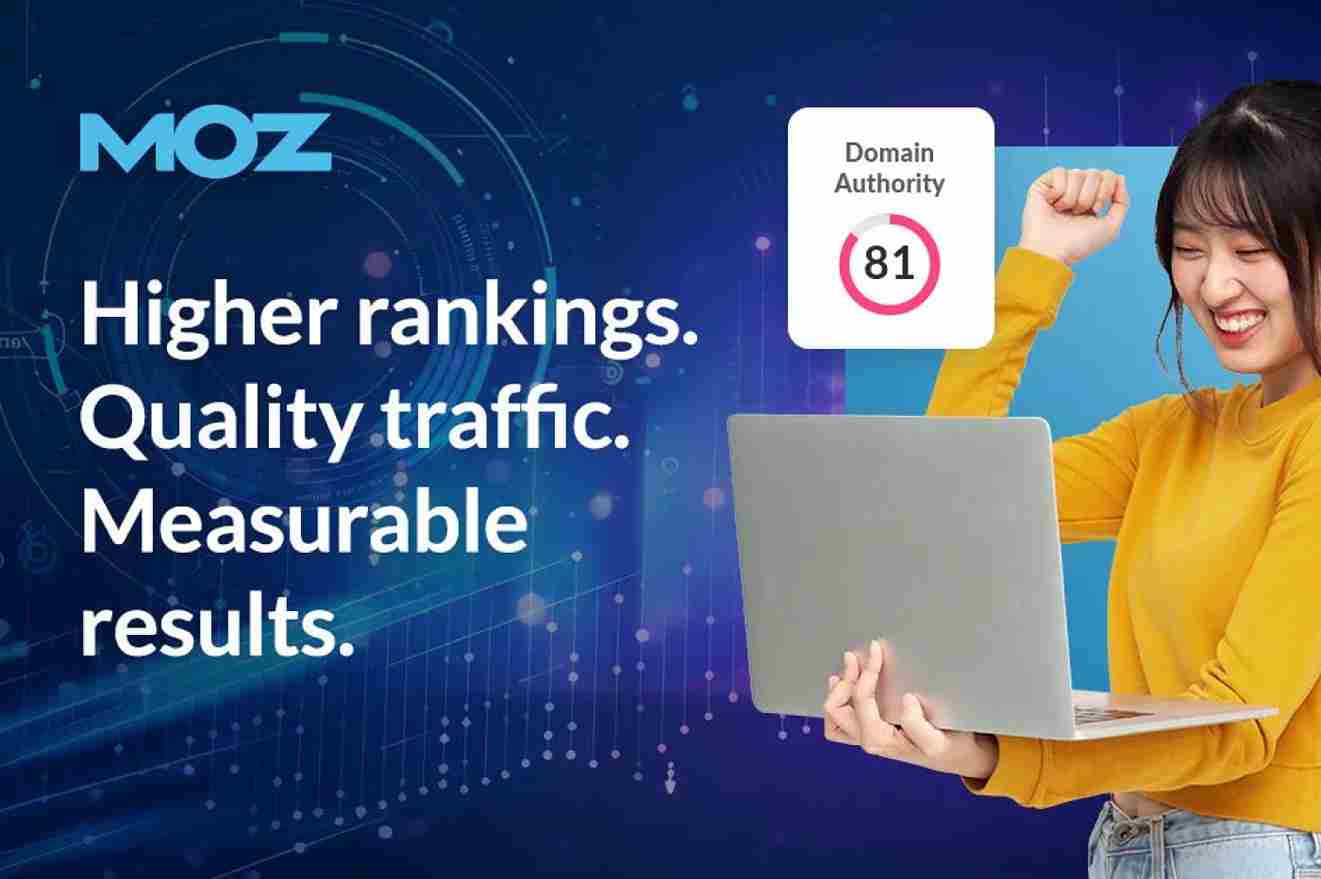 MOZ
Higher rankings.
Quality traffic.
Measurable
results.
Domain
Authority
81